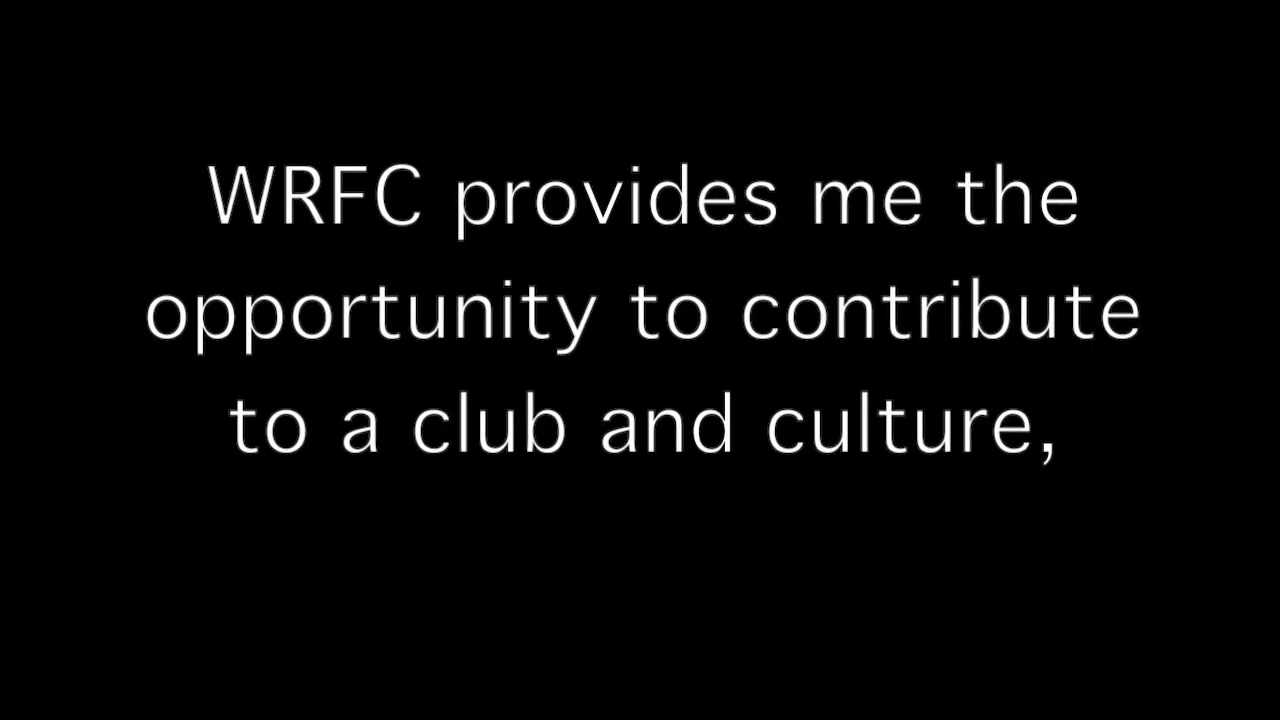 WRFC provides me the
opportunity to contribute
to a club and culture,